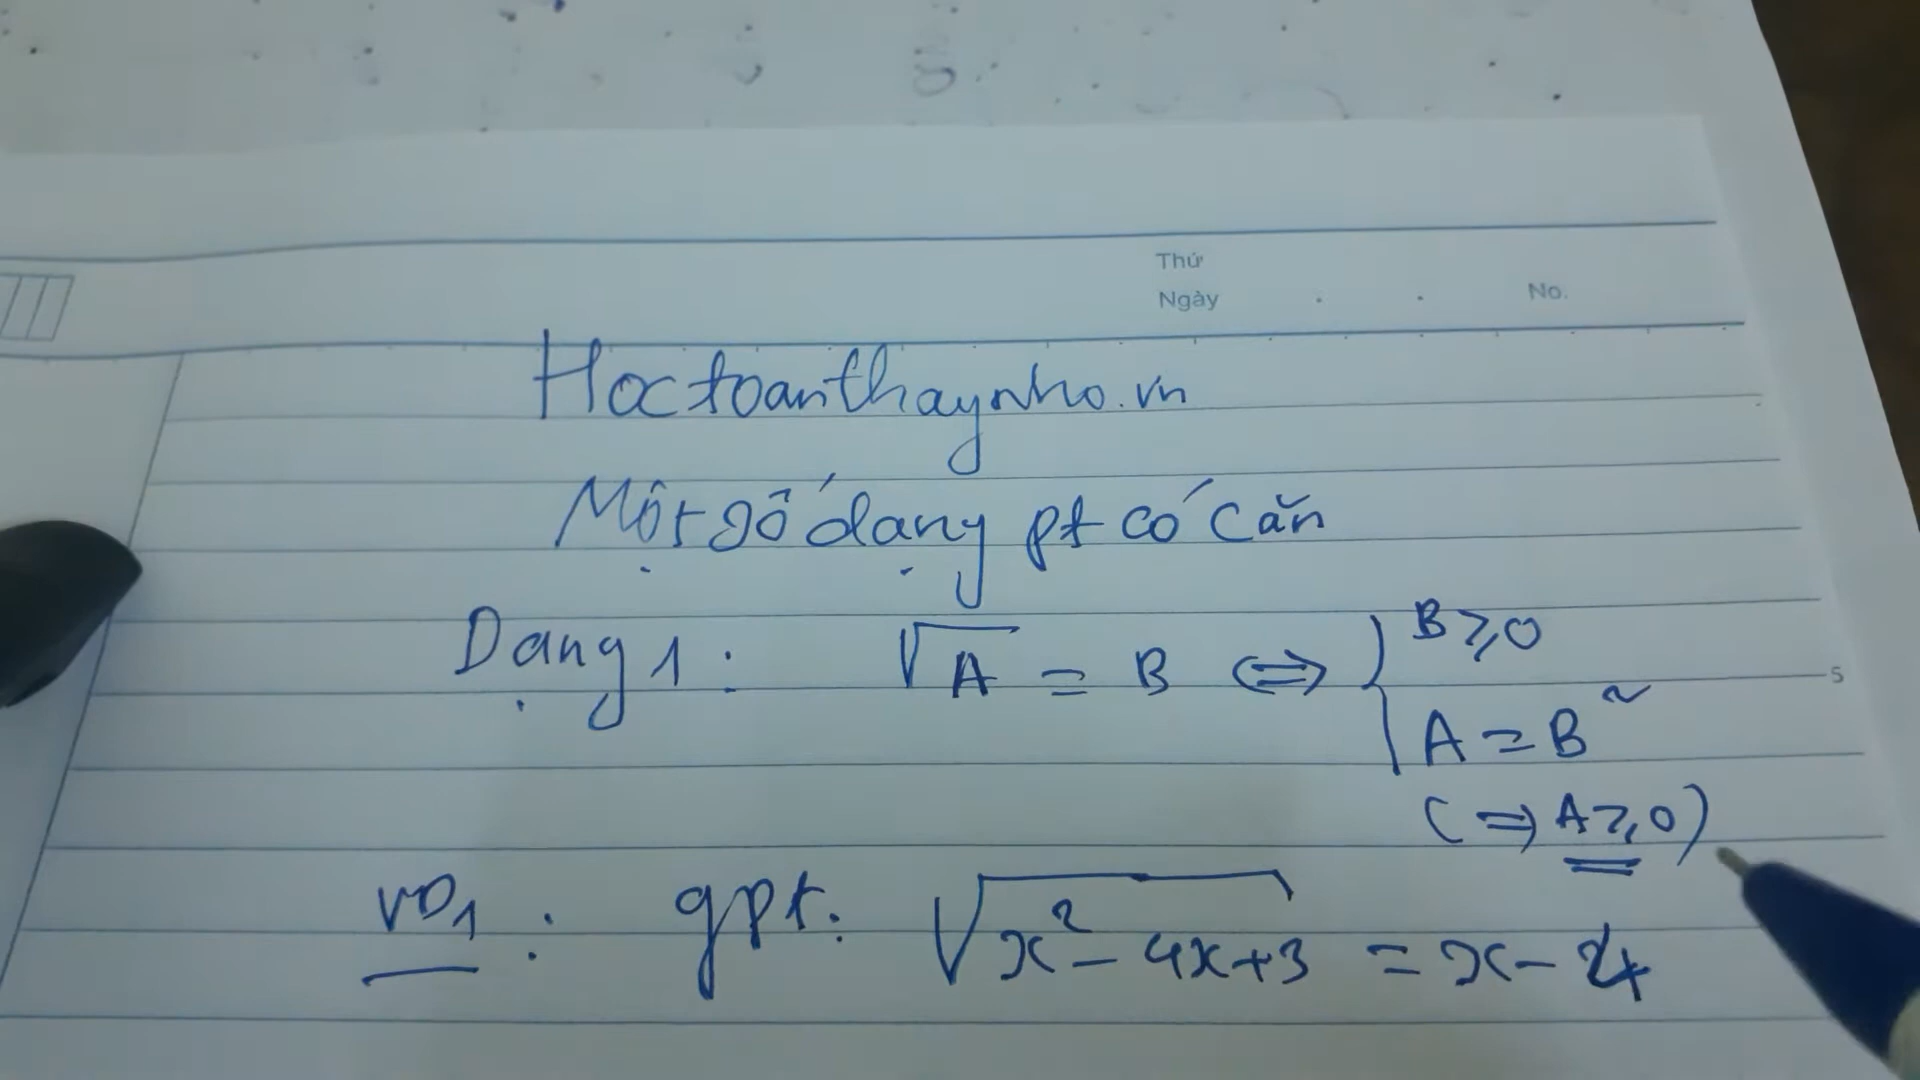 Thứ
Ngày . . No.
Hoctoanthaynho.vn
Một số dạng pt có căn
Dạng 1 : √A = B ⇔ { B ⩾ 0
A = B²
5
( ⇒ A ⩾ 0 )
VD1 : gpt: √(x² - 4x + 3) = x -